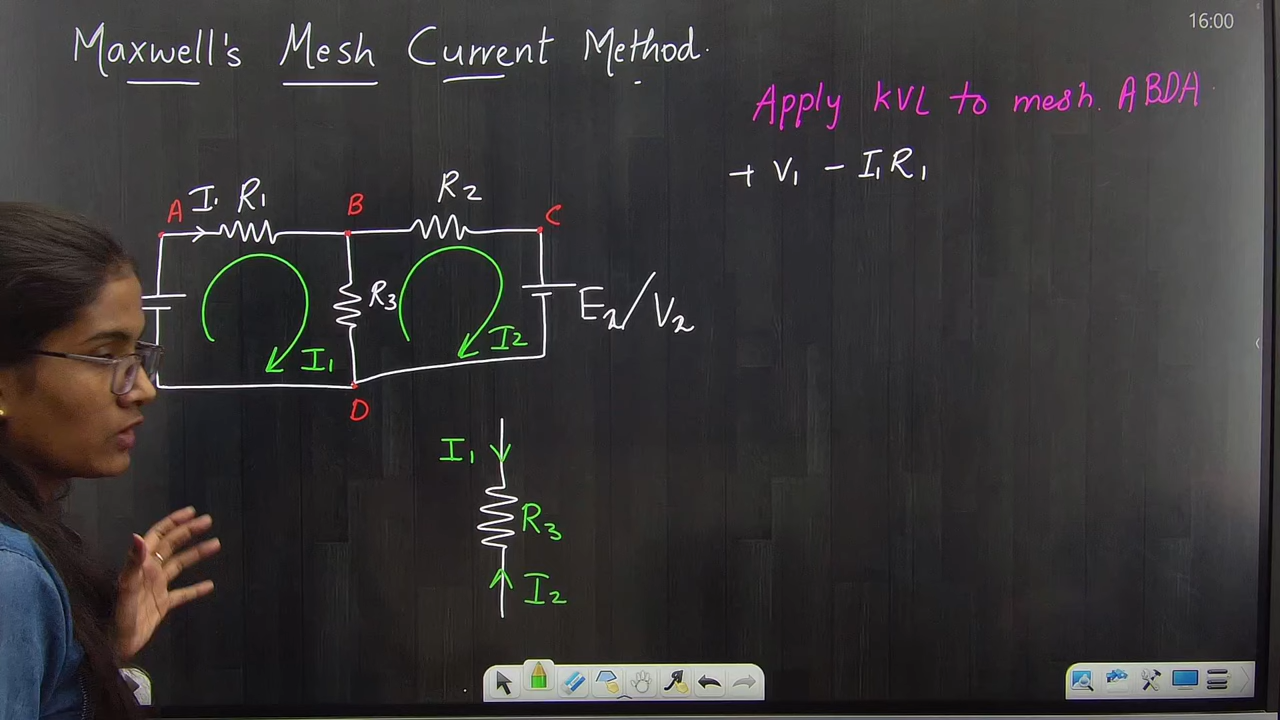 16:00
Maxwell's Mesh Current Method.
Apply KVL to mesh ABDA
+ V₁ - I₁R₁
A I₁ R₁ B R₂ C
R₃
E₂/V₂
I₁ I₂
D
I₁
R₃
I₂